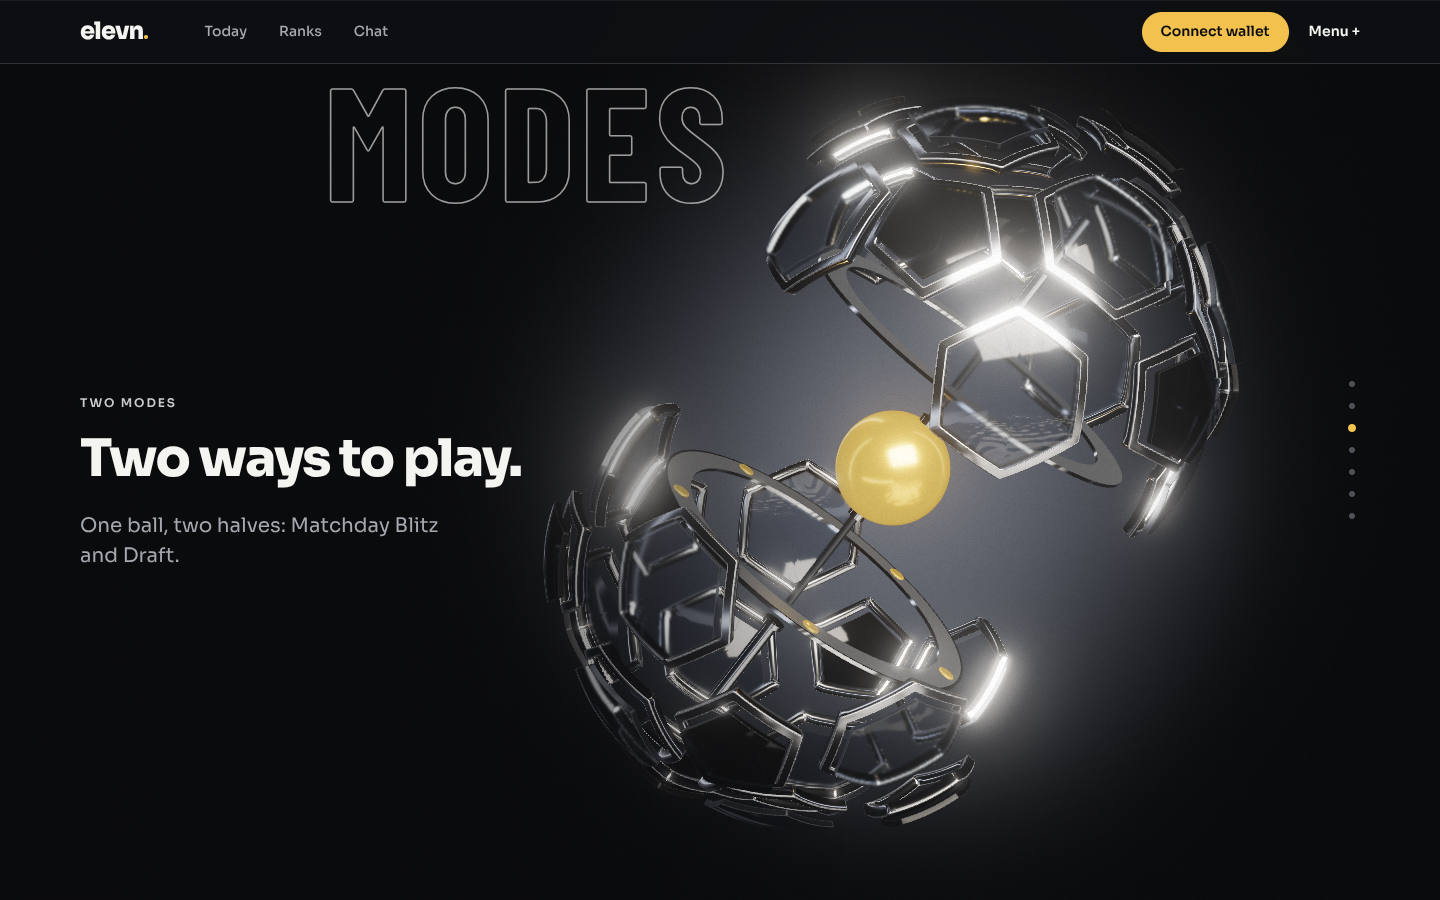 elevn.
Today
Ranks
Chat
Connect wallet
Menu +
MODES
TWO MODES
Two ways to play.
One ball, two halves: Matchday Blitz
and Draft.